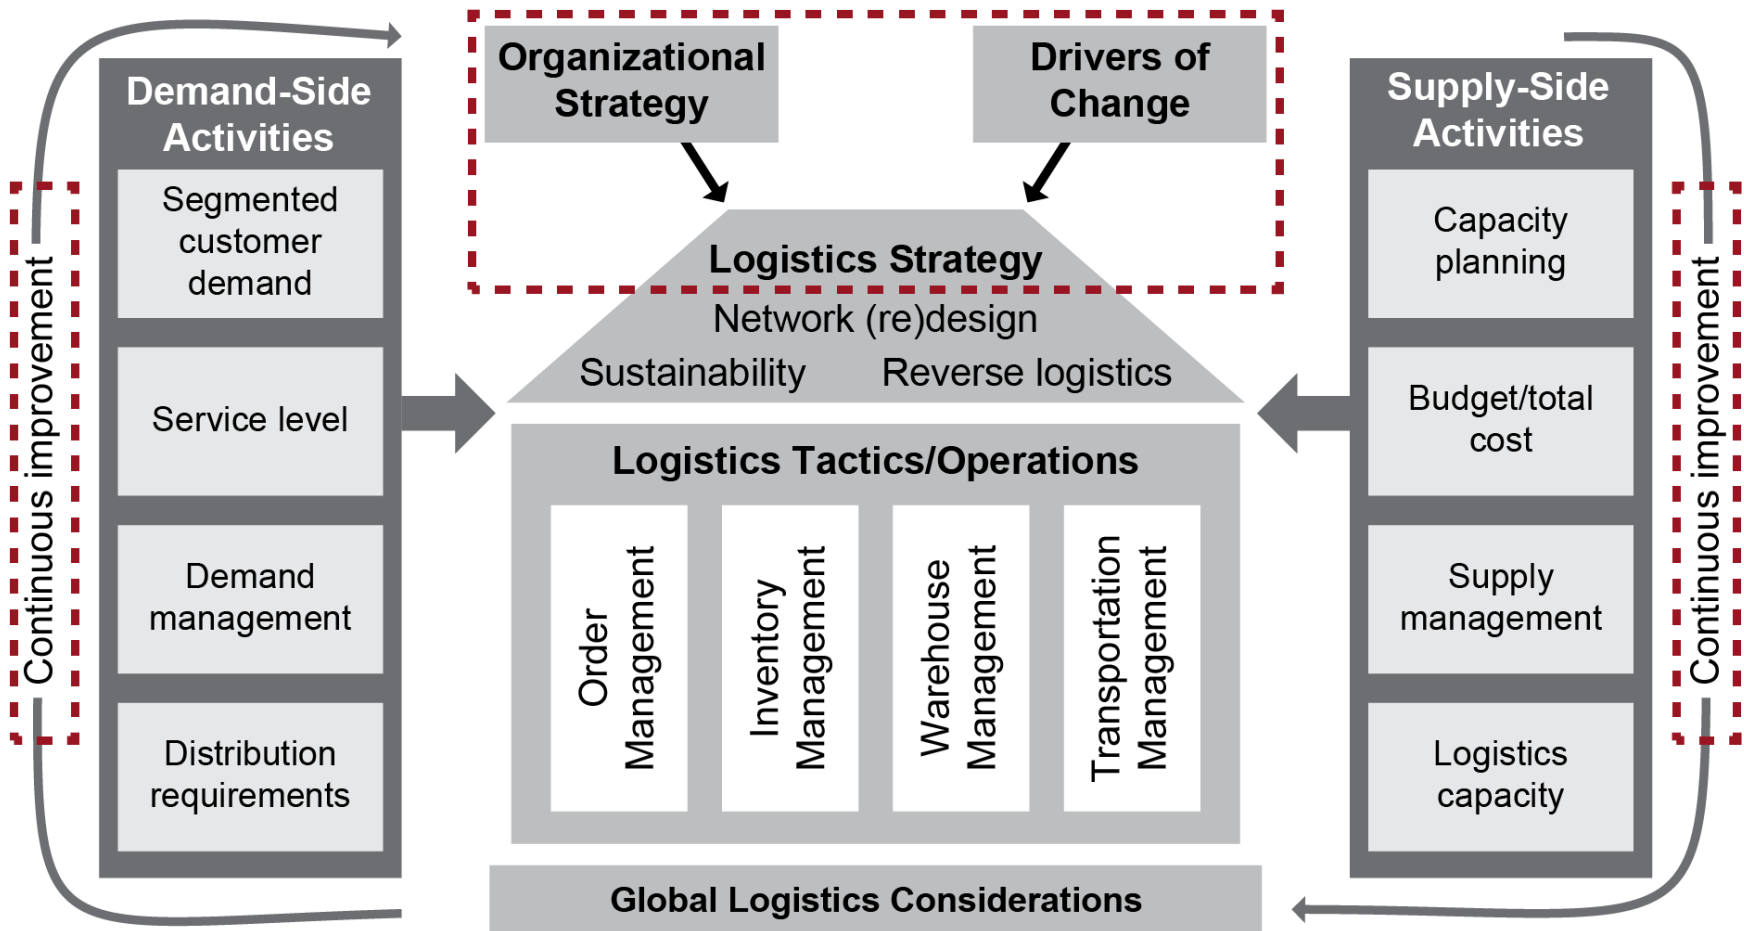 Continuous improvement
Demand-Side
Activities
Segmented
customer
demand
Service level
Demand
management
Distribution
requirements
Organizational
Strategy
Drivers of
Change
Logistics Strategy
Network (re)design
Sustainability
Reverse logistics
Logistics Tactics/Operations
Order
Management
Inventory
Management
Warehouse
Management
Transportation
Management
Global Logistics Considerations
Supply-Side
Activities
Capacity
planning
Budget/total
cost
Supply
management
Logistics
capacity
Continuous improvement